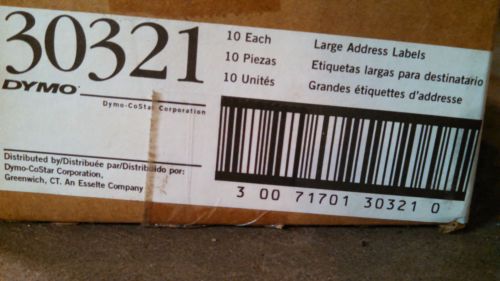 30321
DYMO
Dymo-CoStar Corporation
10 Each
10 Piezas
10 Unités
Large Address Labels
Etiquetas largas para destinatario
Grandes étiquettes d'addresse
Distributed by/Distribuée par/Distribuido por:
Dymo-CoStar Corporation,
Greenwich, CT. An Esselte Company
3 00 71701 30321 0